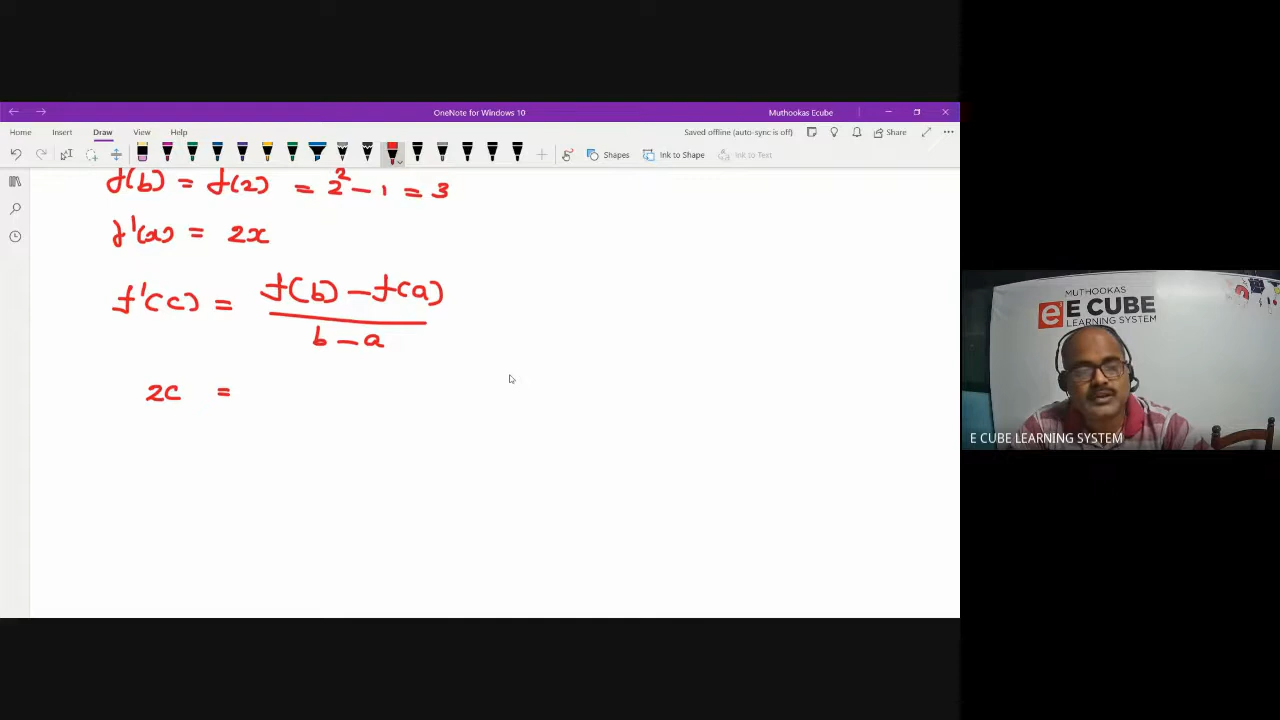 OneNote for Windows 10
Muthookas Ecube
Home Insert Draw View Help
Saved offline (auto-sync is off)
Share
Shapes
Ink to Shape
Ink to Text
f(b) = f(2) = 2² - 1 = 3
f'(x) = 2x
f'(c) = f(b) - f(a)
b - a
2c =
MUTHOOKAS
e E CUBE
LEARNING SYSTEM
E CUBE LEARNING SYSTEM